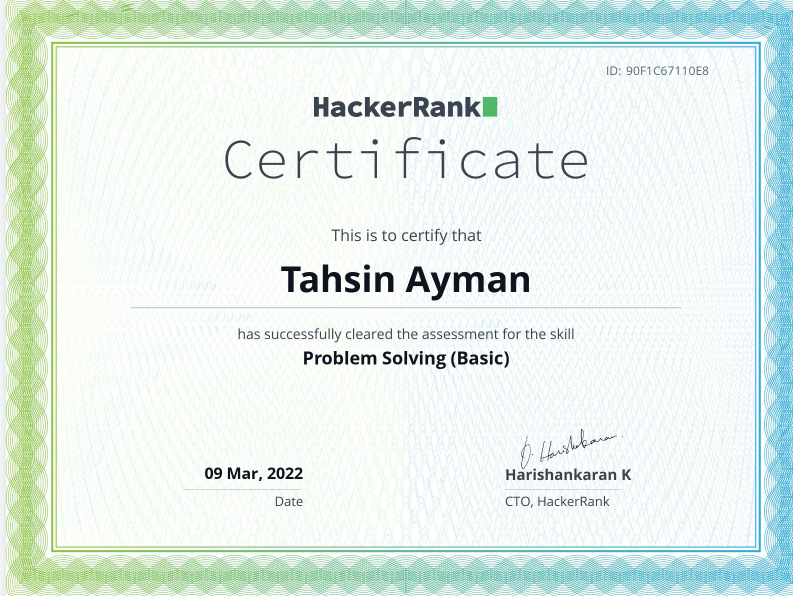 ID: 90F1C67110E8
HackerRank
Certificate
This is to certify that
Tahsin Ayman
has successfully cleared the assessment for the skill
Problem Solving (Basic)
09 Mar, 2022
Date
Harishankaran K
CTO, HackerRank